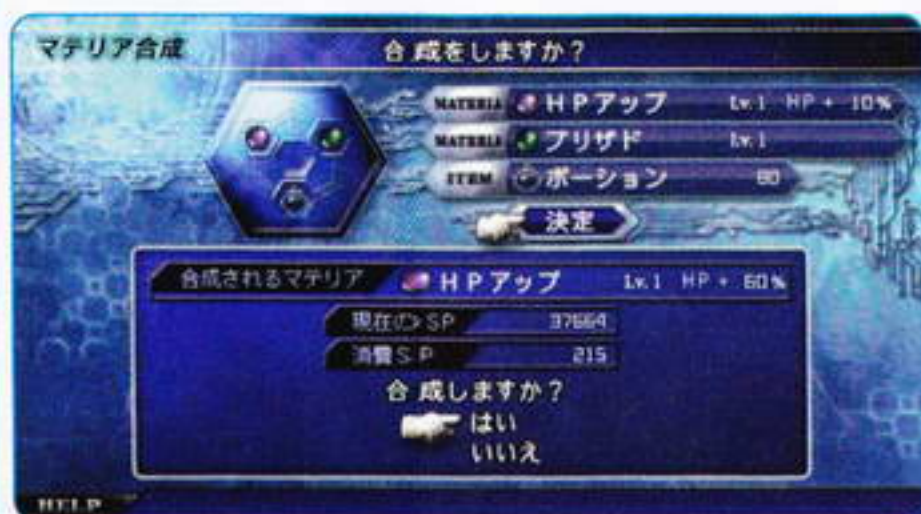 マテリア合成
合成をしますか?
MATERIA HPアップ Lv.1 HP + 10%
MATERIA ブリザド Lv.1
ITEM ポーション 80
決定
合成されるマテリア HPアップ Lv.1 HP + 60%
現在のSP 37664
消費SP 215
合成しますか?
はい
いいえ
HELP